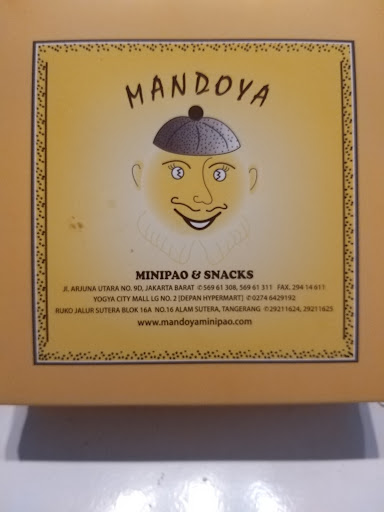 MANDOYA
MINIPAO & SNACKS
JL ARJUNA UTARA NO. 9D, JAKARTA BARAT ✆569 61 308, 569 61 311 FAX. 294 14 611
YOGYA CITY MALL LG NO. 2 [DEPAN HYPERMART] ✆0274 6429192
RUKO JALUR SUTERA BLOK 16A NO.16 ALAM SUTERA, TANGERANG ✆29211624, 29211625
www.mandoyaminipao.com